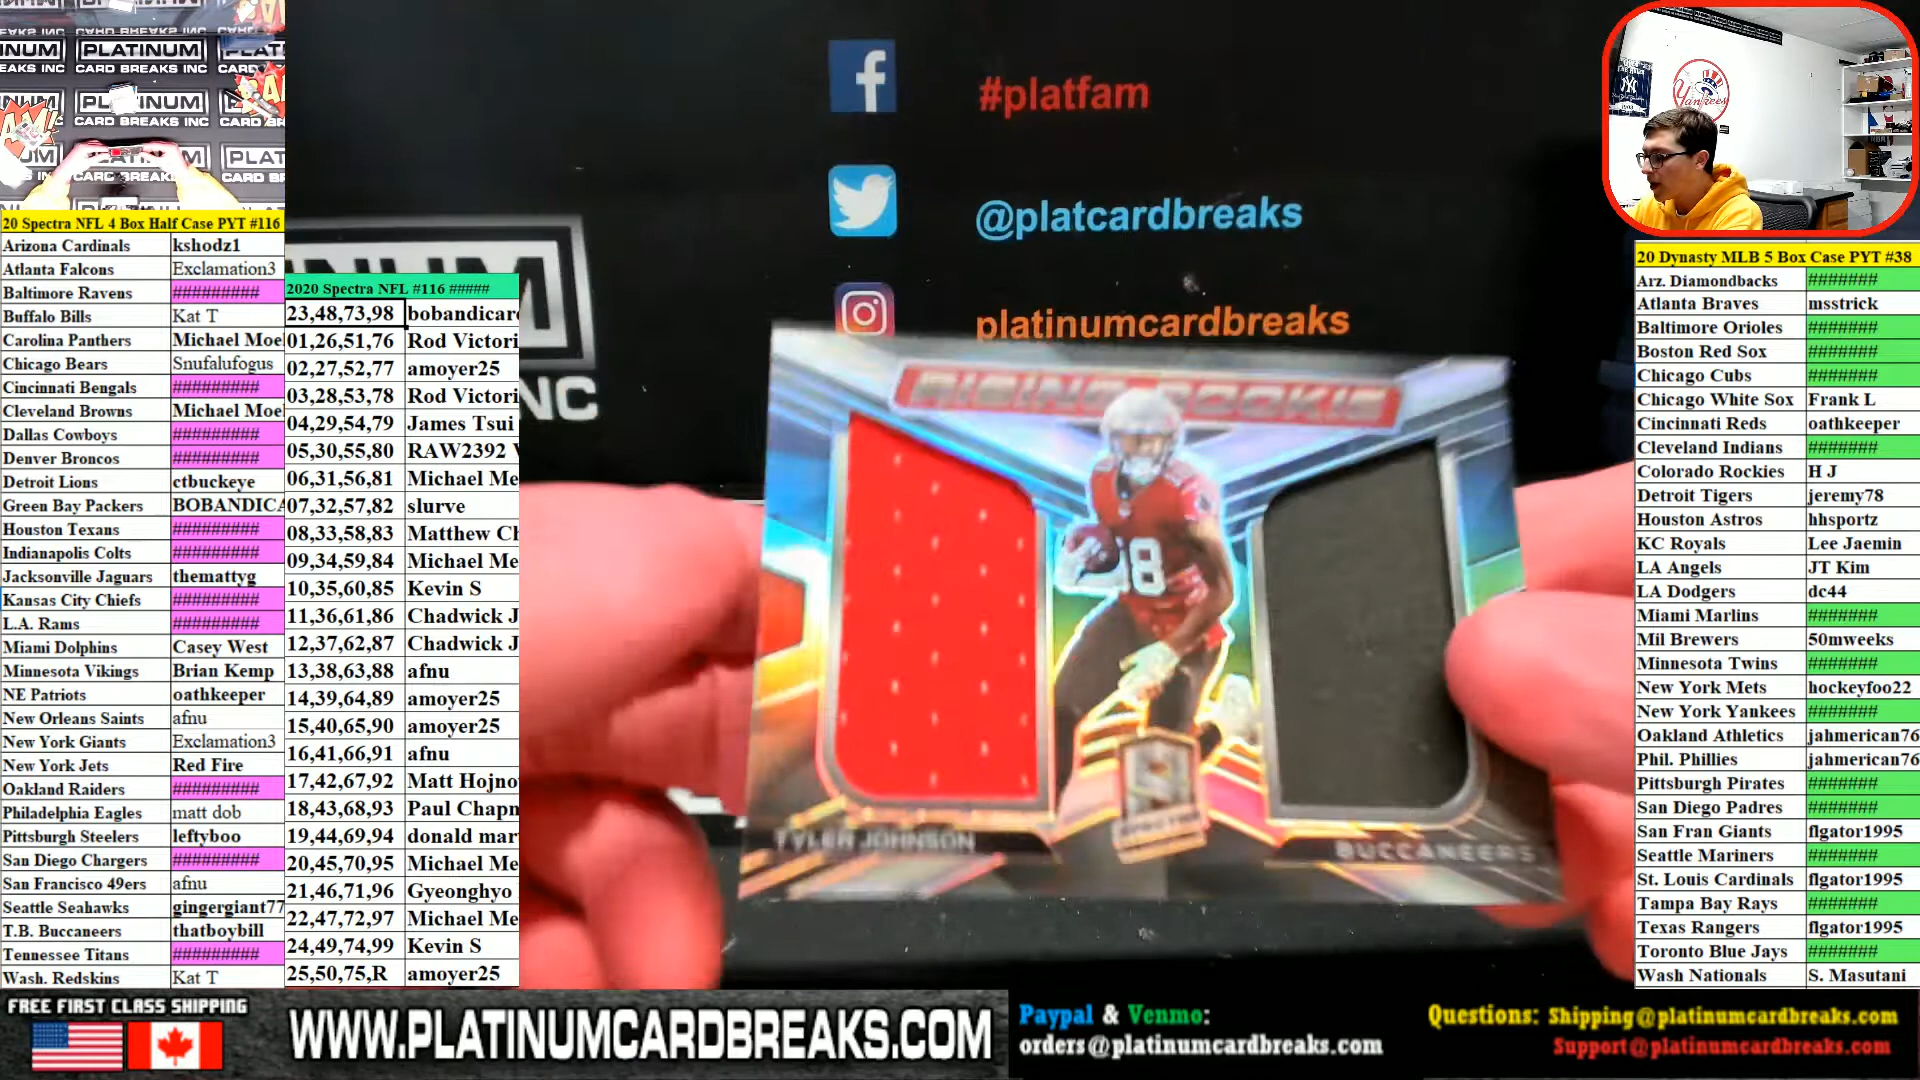 PLATINUM
CARD BREAKS INC
#platfam
@platcardbreaks
platinumcardbreaks
Yankees
20 Spectra NFL 4 Box Half Case PYT #116
Arizona Cardinals kshodz1
Atlanta Falcons Exclamation3
Baltimore Ravens #########
Buffalo Bills Kat T
Carolina Panthers Michael Moe
Chicago Bears Snufalufogus
Cincinnati Bengals #########
Cleveland Browns Michael Moe
Dallas Cowboys #########
Denver Broncos #########
Detroit Lions ctbuckeye
Green Bay Packers BOBANDICA
Houston Texans #########
Indianapolis Colts #########
Jacksonville Jaguars themattyg
Kansas City Chiefs #########
L.A. Rams #########
Miami Dolphins Casey West
Minnesota Vikings Brian Kemp
NE Patriots oathkeeper
New Orleans Saints afnu
New York Giants Exclamation3
New York Jets Red Fire
Oakland Raiders #########
Philadelphia Eagles matt dob
Pittsburgh Steelers leftyboo
San Diego Chargers #########
San Francisco 49ers afnu
Seattle Seahawks gingergiant77
T.B. Buccaneers thatboybill
Tennessee Titans #########
Wash. Redskins Kat T
2020 Spectra NFL #116 #####
23,48,73,98 bobandicar
01,26,51,76 Rod Victori
02,27,52,77 amoyer25
03,28,53,78 Rod Victori
04,29,54,79 James Tsui
05,30,55,80 RAW2392
06,31,56,81 Michael Me
07,32,57,82 slurve
08,33,58,83 Matthew Ch
09,34,59,84 Michael Me
10,35,60,85 Kevin S
11,36,61,86 Chadwick J
12,37,62,87 Chadwick J
13,38,63,88 afnu
14,39,64,89 amoyer25
15,40,65,90 amoyer25
16,41,66,91 afnu
17,42,67,92 Matt Hojno
18,43,68,93 Paul Chapn
19,44,69,94 donald mar
20,45,70,95 Michael Me
21,46,71,96 Gyeonghyo
22,47,72,97 Michael Me
24,49,74,99 Kevin S
25,50,75,R amoyer25
INUM
INC
RISING ROOKIE
18
TYLER JOHNSON
BUCCANEERS
20 Dynasty MLB 5 Box Case PYT #38
Arz. Diamondbacks #######
Atlanta Braves msstrick
Baltimore Orioles #######
Boston Red Sox #######
Chicago Cubs #######
Chicago White Sox Frank L
Cincinnati Reds oathkeeper
Cleveland Indians #######
Colorado Rockies H J
Detroit Tigers jeremy78
Houston Astros hhsportz
KC Royals Lee Jaemin
LA Angels JT Kim
LA Dodgers dc44
Miami Marlins #######
Mil Brewers 50mweeks
Minnesota Twins #######
New York Mets hockeyfoo22
New York Yankees #######
Oakland Athletics jahmerican76
Phil. Phillies jahmerican76
Pittsburgh Pirates #######
San Diego Padres #######
San Fran Giants flgator1995
Seattle Mariners #######
St. Louis Cardinals flgator1995
Tampa Bay Rays #######
Texas Rangers flgator1995
Toronto Blue Jays #######
Wash Nationals S. Masutani
FREE FIRST CLASS SHIPPING
WWW.PLATINUMCARDBREAKS.COM
Paypal & Venmo:
orders@platinumcardbreaks.com
Questions: Shipping@platinumcardbreaks.com
Support@platinumcardbreaks.com